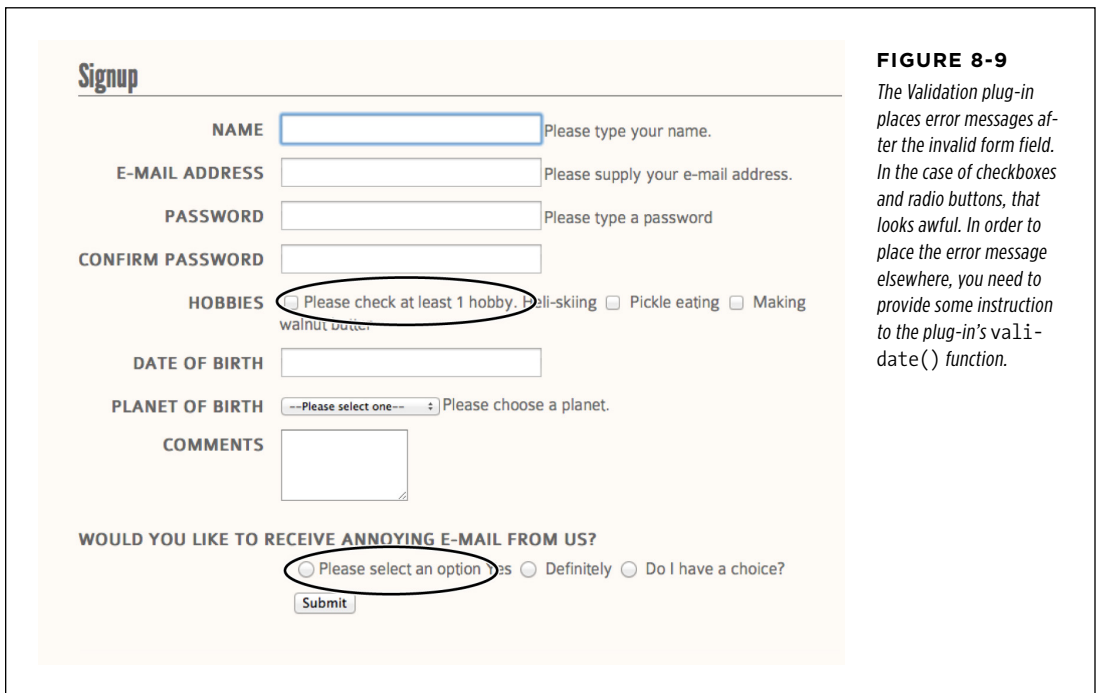 Signup
NAME Please type your name.
E-MAIL ADDRESS Please supply your e-mail address.
PASSWORD Please type a password
CONFIRM PASSWORD
HOBBIES Please check at least 1 hobby. Heli-skiing Pickle eating Making
walnut butter
DATE OF BIRTH
PLANET OF BIRTH --Please select one-- Please choose a planet.
COMMENTS
WOULD YOU LIKE TO RECEIVE ANNOYING E-MAIL FROM US?
Please select an option Yes Definitely Do I have a choice?
Submit
FIGURE 8-9
The Validation plug-in
places error messages af-
ter the invalid form field.
In the case of checkboxes
and radio buttons, that
looks awful. In order to
place the error message
elsewhere, you need to
provide some instruction
to the plug-in's vali-
date() function.